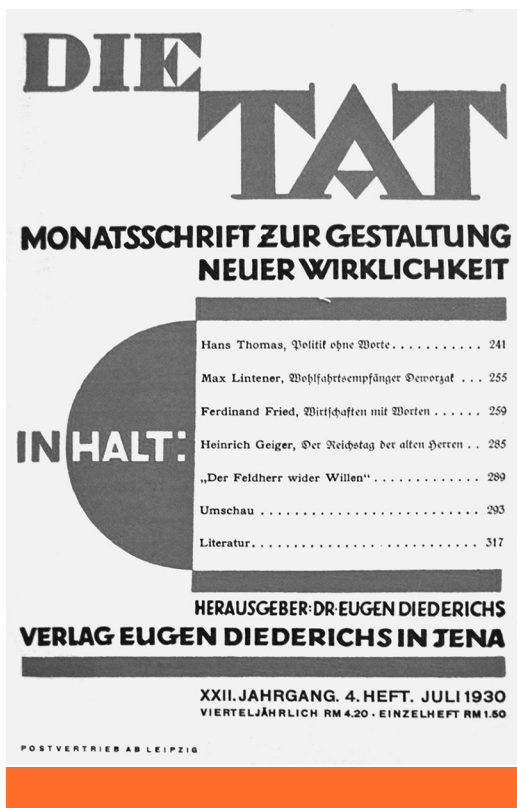 DIE
TAT
MONATSSCHRIFT ZUR GESTALTUNG
NEUER WIRKLICHKEIT
INHALT:
Hans Thomas, Politik ohne Worte. . . . . . . . . . . 241
Max Lintener, Wohlfahrtsempfänger Deworzak . . . 255
Ferdinand Fried, Wirtschaften mit Worten . . . . . . 259
Heinrich Geiger, Der Reichstag der alten Herren . . 285
„Der Feldherr wider Willen“ . . . . . . . . . . . . . 289
Umschau . . . . . . . . . . . . . . . . . . . . . . . . . . 293
Literatur. . . . . . . . . . . . . . . . . . . . . . . . . . . 317
HERAUSGEBER: DR· EUGEN DIEDERICHS
VERLAG EUGEN DIEDERICHS IN JENA
XXII. JAHRGANG. 4. HEFT. JULI 1930
VIERTELJÄHRLICH RM 4.20 · EINZELHEFT RM 1.50
POSTVERTRIEB AB LEIPZIG